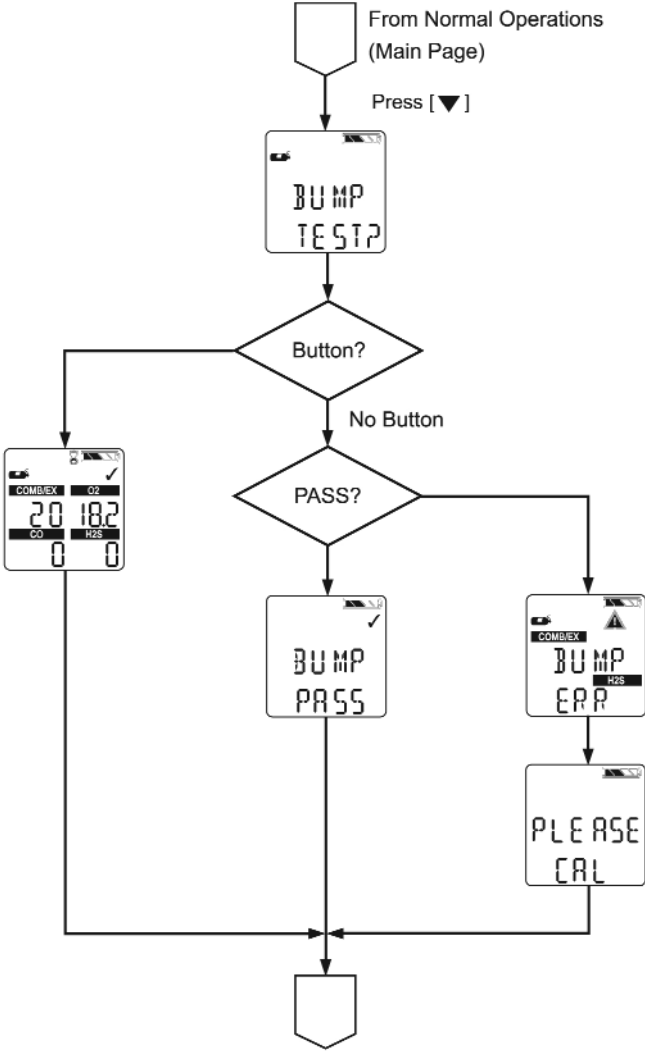 From Normal Operations
(Main Page)
Press [▼]
BUMP
TEST?
Button?
No Button
COMB/EX O2
20 18.2
CO H2S
0 0
PASS?
BUMP
PASS
COMB/EX
BUMP
H2S
ERR
PLEASE
CAL